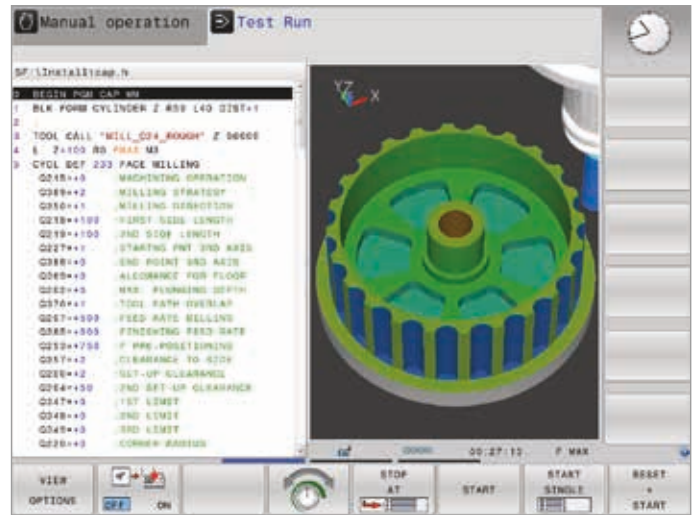 Manual operation
Test Run
SF:\Install\cap.h
0 BEGIN PGM CAP MM
1 BLK FORM CYLINDER Z R50 L40 DIST+1
2
3 TOOL CALL "MILL_D24_ROUGH" Z
4 L Z+100 R0 FMAX M3
5 CYCL DEF 233 FACE MILLING
Q215=+0 MACHINING OPERATION
Q389=+2 MILLING STRATEGY
Q350=+1 MILLING DIRECTION
Q218=+100 FIRST SIDE LENGTH
Q219=+100 2ND SIDE LENGTH
Q227=+1 STARTNG PNT 3RD AXIS
Q386=+0 END POINT 3RD AXIS
Q369=+0 ALLOWANCE FOR FLOOR
Q202=+5 MAX. PLUNGING DEPTH
Q370=+1 TOOL PATH OVERLAP
Q207=+500 FEED RATE MILLING
Q385=+500 FINISHING FEED RATE
Q253=+750 F PRE-POSITIONING
Q357=+2 CLEARANCE TO SIDE
Q200=+2 SET-UP CLEARANCE
Q204=+50 2ND SET-UP CLEARANCE
Q347=+0 1ST LIMIT
Q348=+0 2ND LIMIT
Q349=+0 3RD LIMIT
Q220=+0 CORNER RADIUS
YZ X
00:27:12 F MAX
VIEW
OPTIONS
OFF ON
STOP
AT
START
START
SINGLE
RESET
+
START